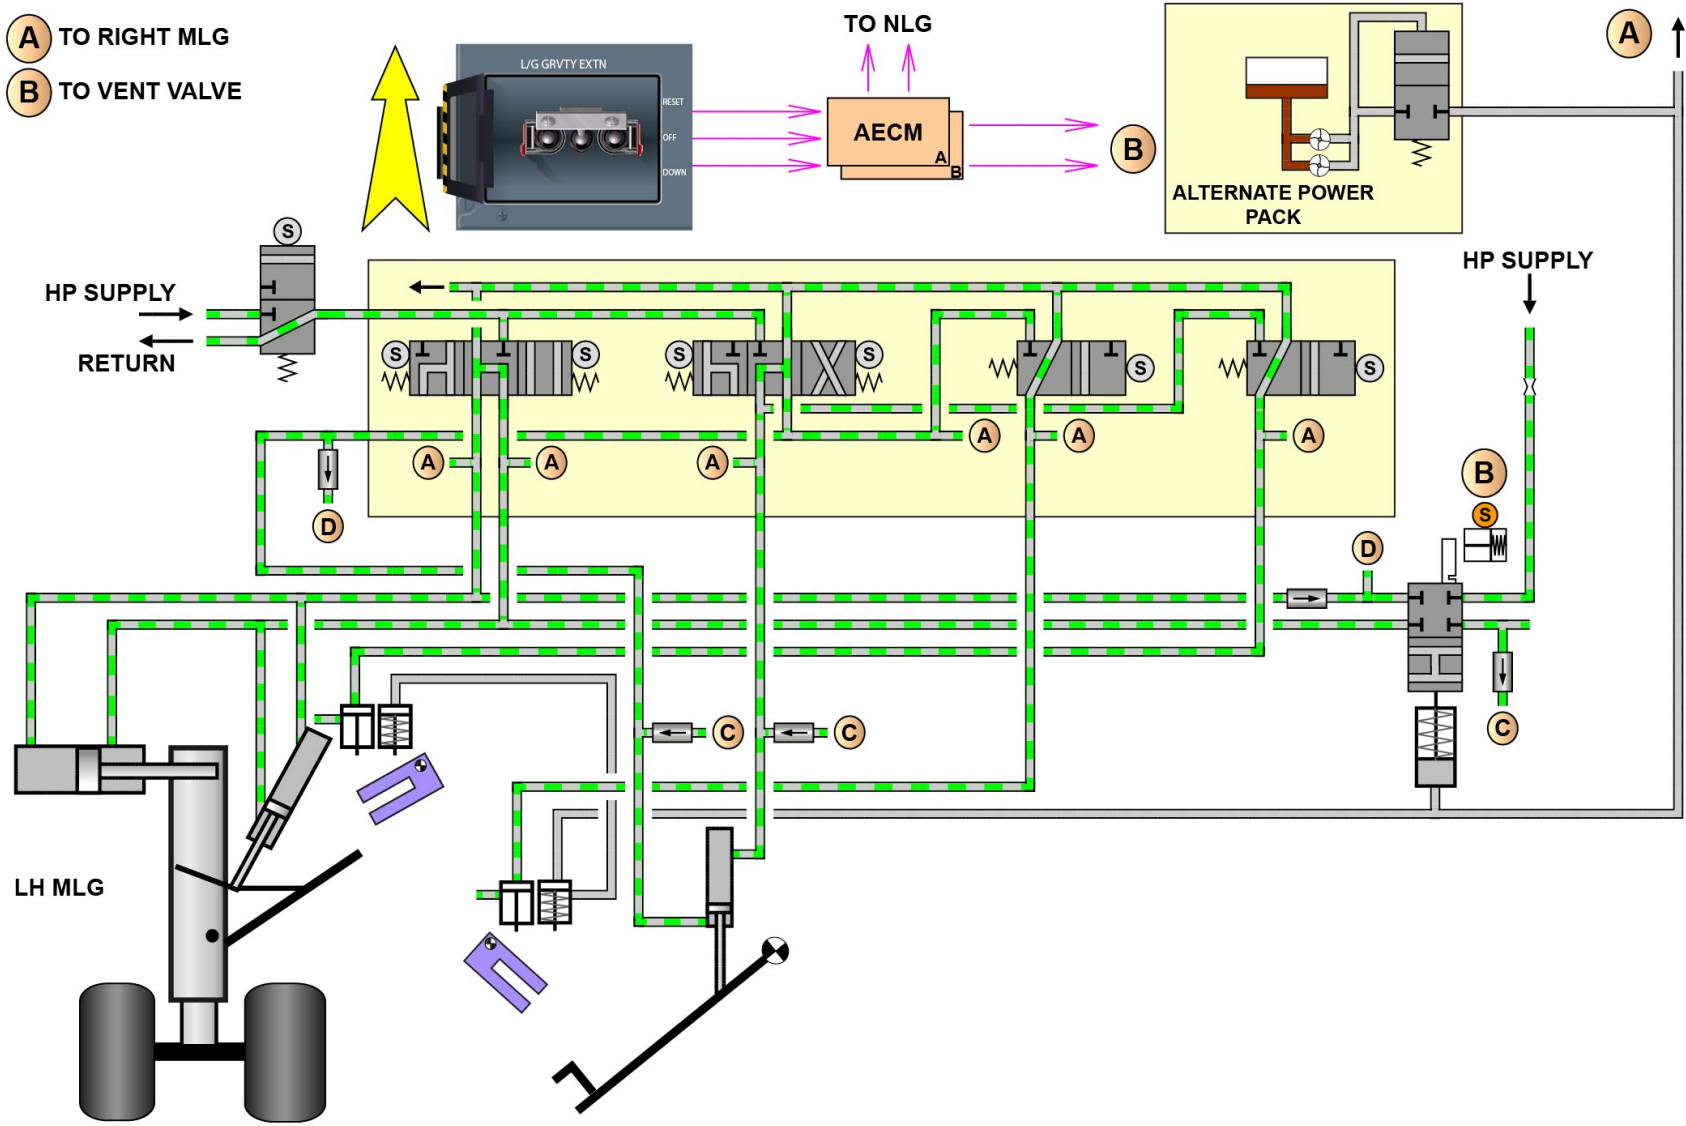 A TO RIGHT MLG
B TO VENT VALVE
L/G GRVTY EXTN
RESET
OFF
DOWN
TO NLG
AECM
A
B
B
ALTERNATE POWER
PACK
A
S
HP SUPPLY
RETURN
HP SUPPLY
S
S
S
S
S
S
A
A
A
A
A
A
D
B
S
D
C
C
C
LH MLG